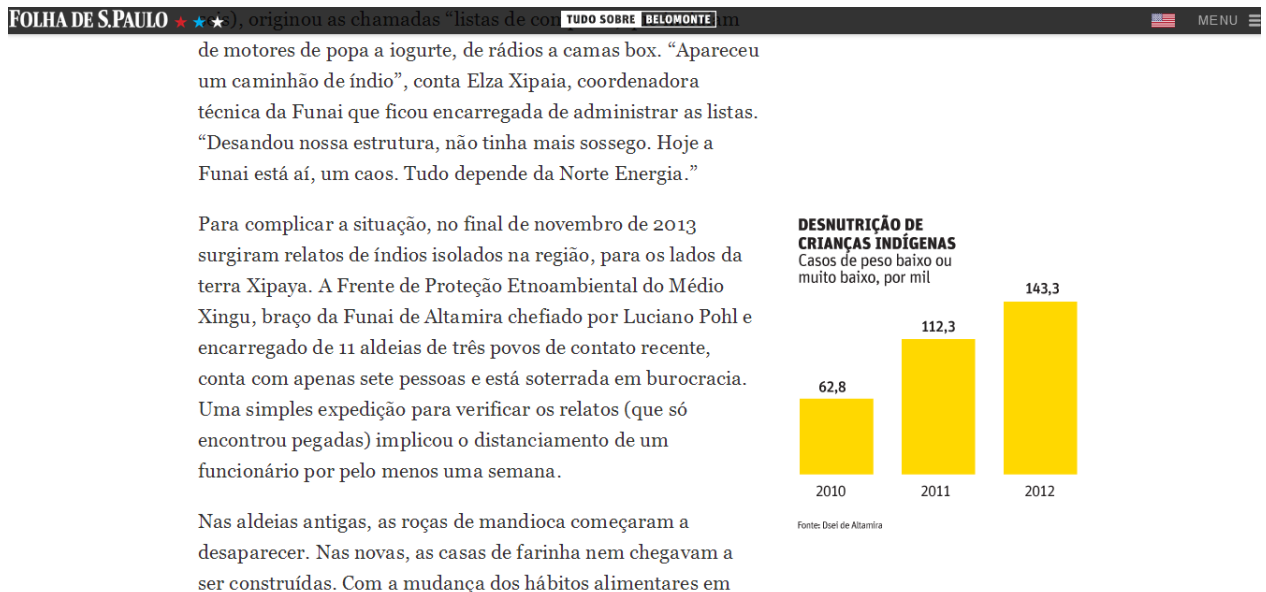 FOLHA DE S.PAULO
TUDO SOBRE BELOMONTE
MENU
originou as chamadas “listas de
de motores de popa a iogurte, de rádios a camas box. “Apareceu
um caminhão de índio”, conta Elza Xipaia, coordenadora
técnica da Funai que ficou encarregada de administrar as listas.
“Desandou nossa estrutura, não tinha mais sossego. Hoje a
Funai está aí, um caos. Tudo depende da Norte Energia.”
Para complicar a situação, no final de novembro de 2013
surgiram relatos de índios isolados na região, para os lados da
terra Xipaya. A Frente de Proteção Etnoambiental do Médio
Xingu, braço da Funai de Altamira chefiado por Luciano Pohl e
encarregado de 11 aldeias de três povos de contato recente,
conta com apenas sete pessoas e está soterrada em burocracia.
Uma simples expedição para verificar os relatos (que só
encontrou pegadas) implicou o distanciamento de um
funcionário por pelo menos uma semana.
Nas aldeias antigas, as roças de mandioca começaram a
desaparecer. Nas novas, as casas de farinha nem chegavam a
ser construídas. Com a mudança dos hábitos alimentares em
DESNUTRIÇÃO DE
CRIANÇAS INDÍGENAS
Casos de peso baixo ou
muito baixo, por mil
62,8
112,3
143,3
2010
2011
2012
Fonte: Dsei de Altamira